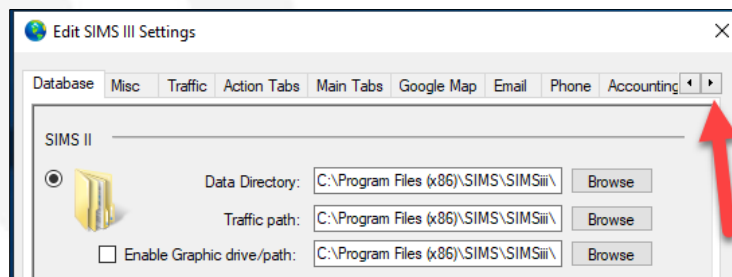 Edit SIMS III Settings
Database Misc Traffic Action Tabs Main Tabs Google Map Email Phone Accounting
SIMS II
Data Directory: C:\Program Files (x86)\SIMS\SIMSiii\ Browse
Traffic path: C:\Program Files (x86)\SIMS\SIMSiii\ Browse
Enable Graphic drive/path: C:\Program Files (x86)\SIMS\SIMSiii\ Browse